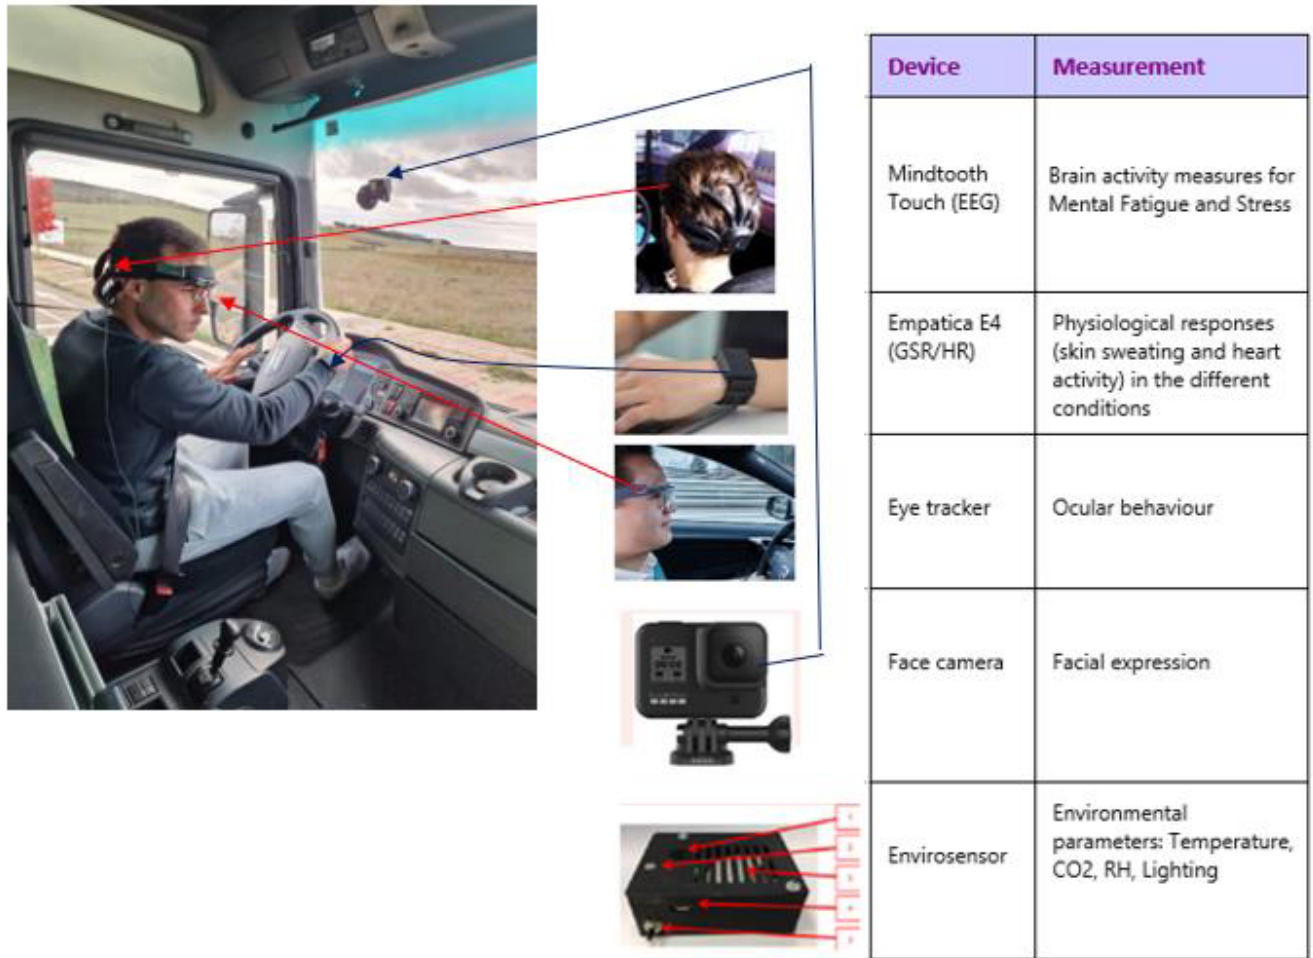 Device
Measurement
Mindtooth
Touch (EEG)
Brain activity measures for
Mental Fatigue and Stress
Empatica E4
(GSR/HR)
Physiological responses
(skin sweating and heart
activity) in the different
conditions
Eye tracker
Ocular behaviour
Face camera
Facial expression
Envirosensor
Environmental
parameters: Temperature,
CO2, RH, Lighting